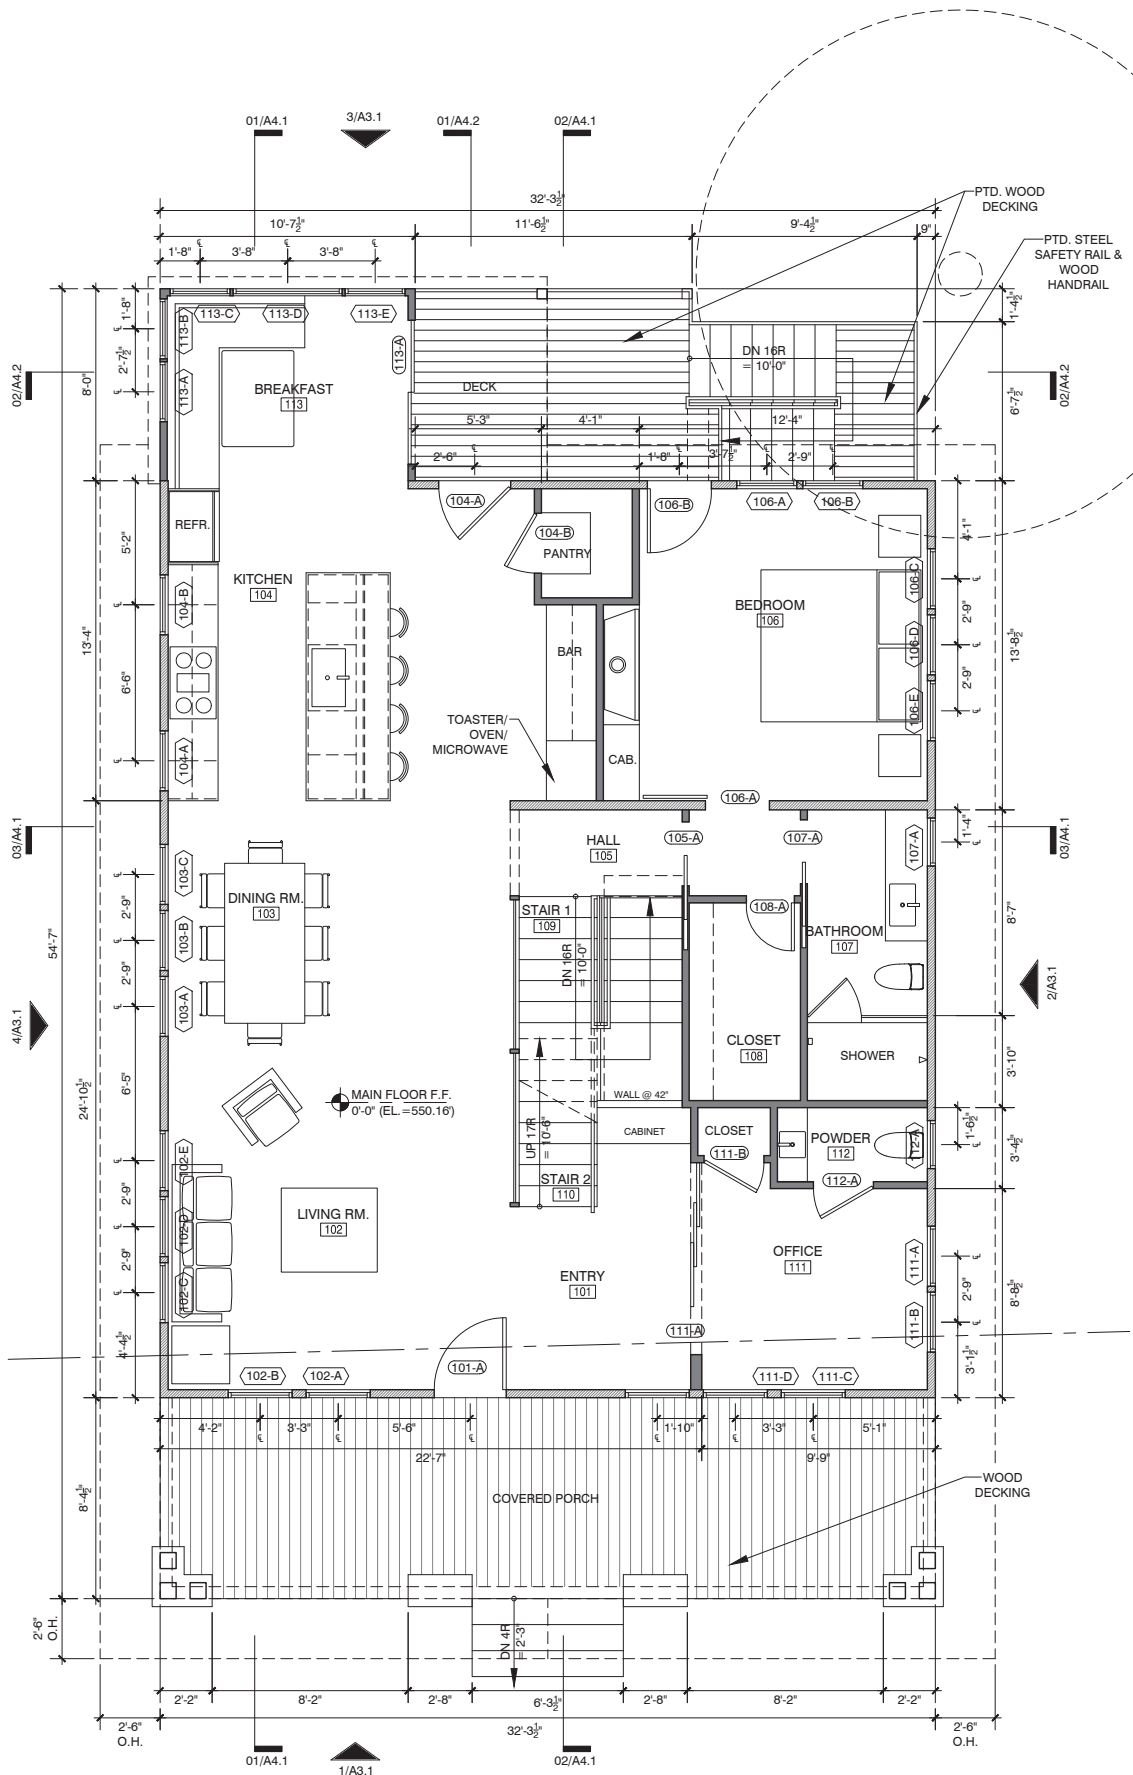 01/A4.1
3/A3.1
01/A4.2
02/A4.1
32'-3½"
10'-7½"
11'-6½"
9'-4½"
9"
1'-8"
3'-8"
3'-8"
PTD. WOOD
DECKING
PTD. STEEL
SAFETY RAIL &
WOOD
HANDRAIL
1'-8"
2'-7½"
8'-0"
113-B
113-A
113-C
113-D
113-E
113-A
1'-4½"
6'-7½"
02/A4.2
02/A4.2
BREAKFAST
113
DECK
DN 16R
= 10'-0"
5'-3"
4'-1"
12'-4"
2'-6"
1'-8"
3'-7½"
2'-9"
104-A
106-B
106-A
106-B
REFR.
104-B
PANTRY
5'-2"
4'-1"
KITCHEN
104
104-B
BEDROOM
106
106-C
106-D
106-E
2'-9"
2'-9"
13'-8½"
13'-4"
6'-6"
BAR
TOASTER/
OVEN/
MICROWAVE
CAB.
104-A
106-A
03/A4.1
03/A4.1
HALL
105
105-A
107-A
107-A
1'-4"
103-C
103-B
103-A
DINING RM.
103
2'-9"
2'-9"
STAIR 1
109
DN 16R
= 10'-0"
108-A
BATHROOM
107
8'-7"
54'-7"
4/A3.1
2/A3.1
CLOSET
108
SHOWER
3'-10"
6'-5"
24'-10½"
MAIN FLOOR F.F.
0'-0" (EL.=550.16')
WALL @ 42"
CABINET
UP 17R
= 10'-6"
CLOSET
111-B
POWDER
112
112-A
112-A
1'-6½"
3'-4½"
STAIR 2
110
102-E
102-D
102-C
2'-9"
2'-9"
LIVING RM.
102
ENTRY
101
OFFICE
111
111-A
111-B
2'-9"
8'-8½"
3'-1½"
4'-4½"
111-A
102-B
102-A
101-A
111-D
111-C
4'-2"
3'-3"
5'-6"
1'-10"
3'-3"
5'-1"
22'-7"
9'-9"
8'-4½"
COVERED PORCH
WOOD
DECKING
2'-6"
O.H.
DN 4R
= 2'-3"
2'-2"
8'-2"
2'-8"
6'-3½"
2'-8"
8'-2"
2'-2"
2'-6"
O.H.
32'-3½"
2'-6"
O.H.
01/A4.1
1/A3.1
02/A4.1